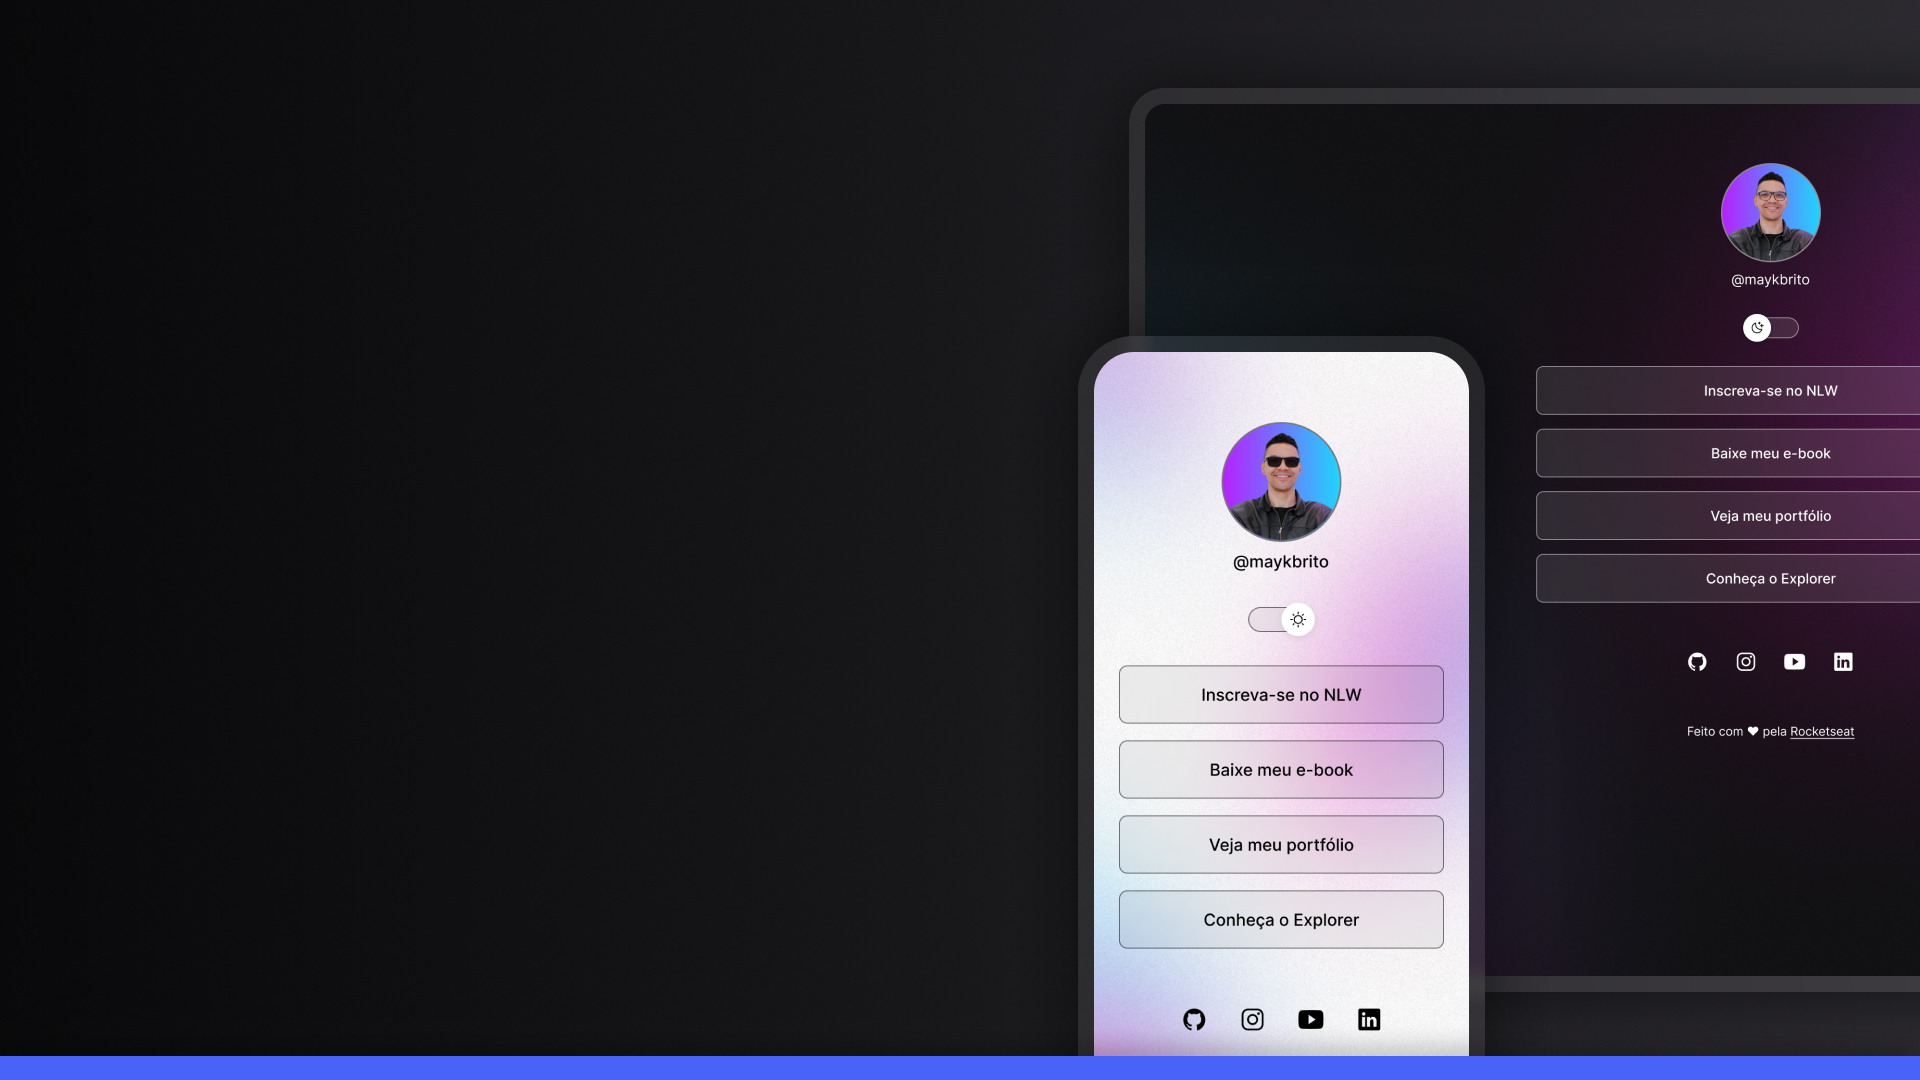 @maykbrito
Inscreva-se no NLW
Baixe meu e-book
Veja meu portfólio
Conheça o Explorer
Feito com ♥ pela Rocketseat
@maykbrito
Inscreva-se no NLW
Baixe meu e-book
Veja meu portfólio
Conheça o Explorer